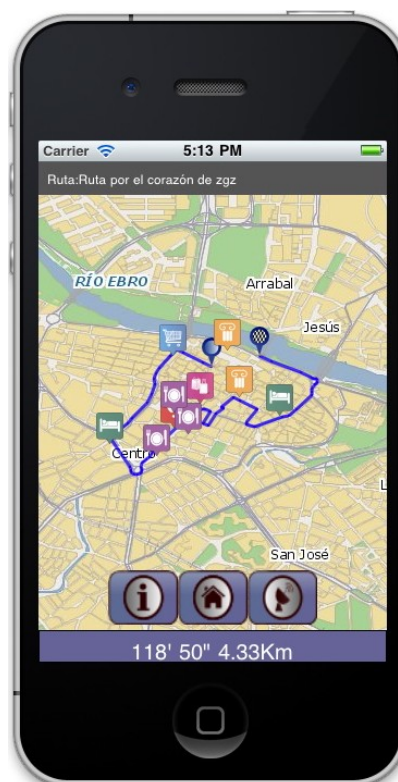 Carrier
5:13 PM
Ruta:Ruta por el corazón de zgz
Arrabal
RÍO EBRO
Jesús
Centro
San José
118' 50" 4.33Km